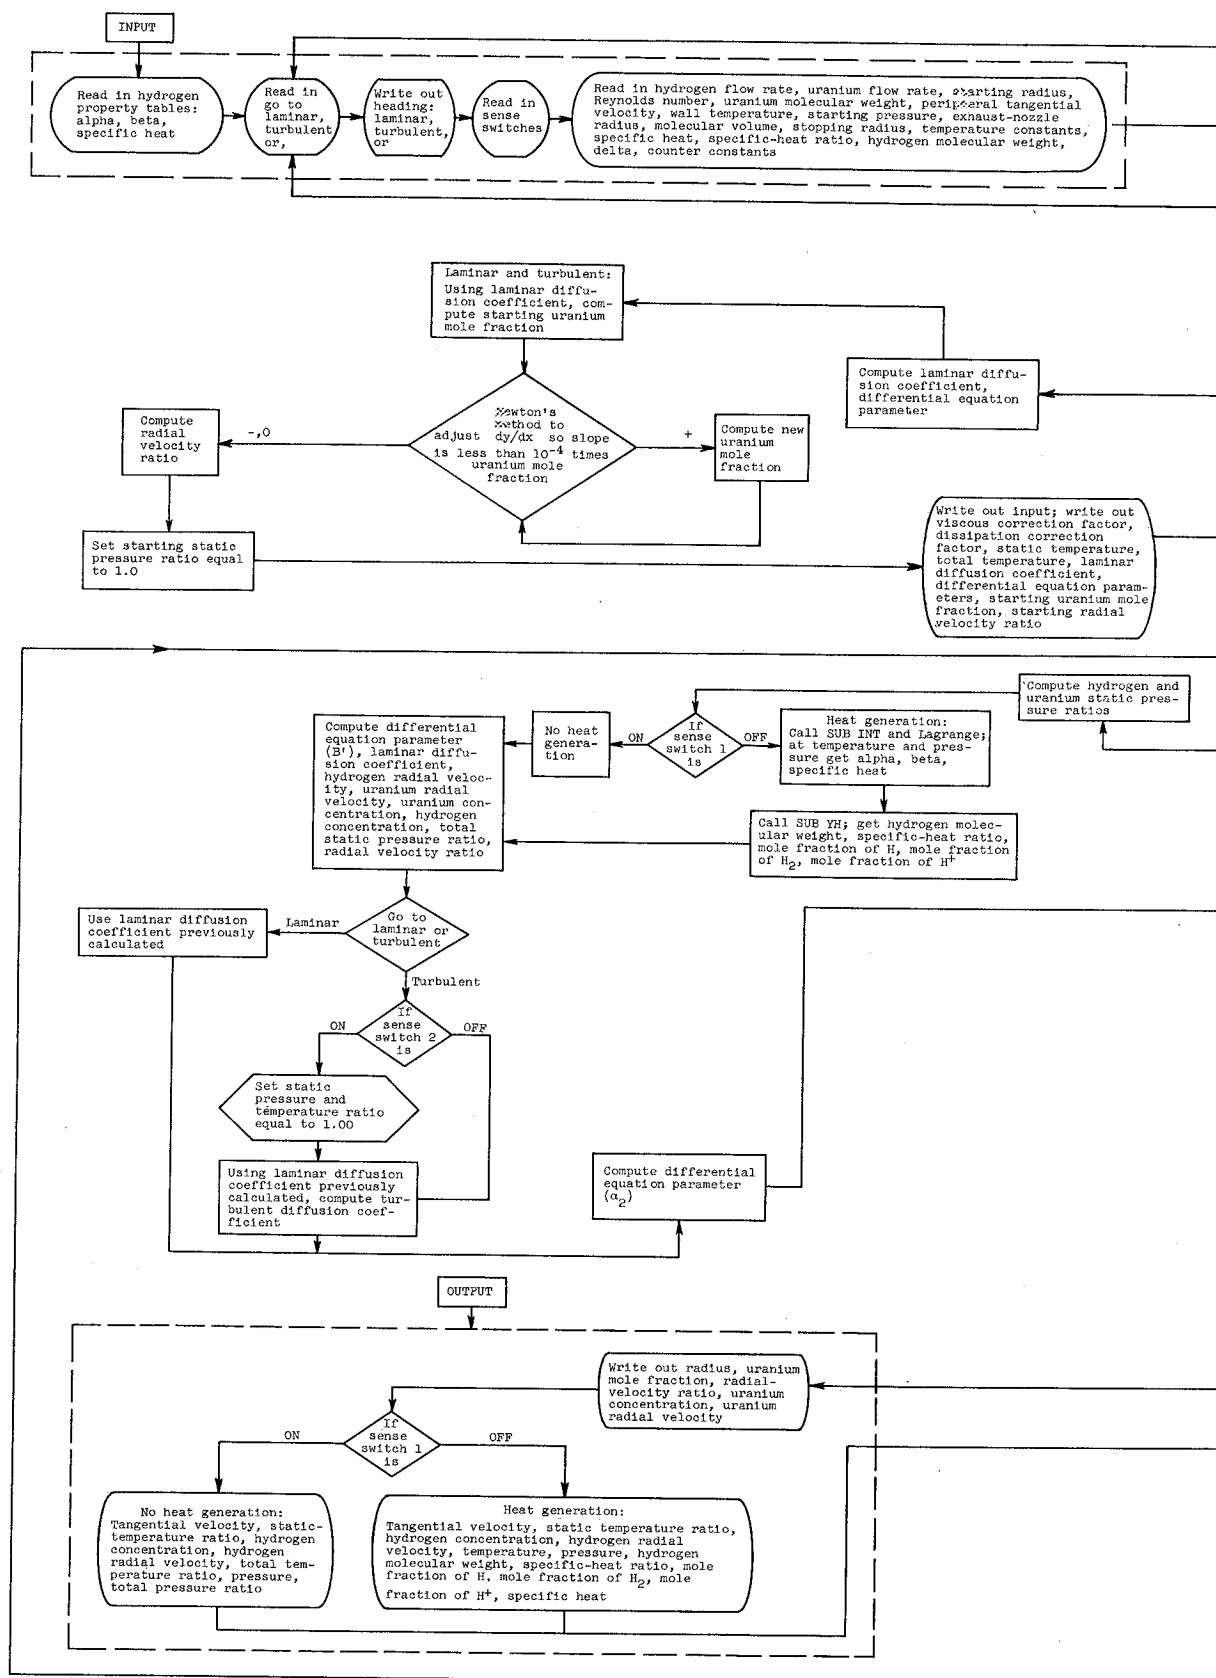 INPUT
Read in hydrogen
property tables:
alpha, beta,
specific heat
Read in
go to
laminar,
turbulent
or,
Write out
heading:
laminar,
turbulent,
or
Read in
sense
switches
Read in hydrogen flow rate, uranium flow rate, starting radius,
Reynolds number, uranium molecular weight, peripheral tangential
velocity, wall temperature, starting pressure, exhaust-nozzle
radius, molecular volume, stopping radius, temperature constants,
specific heat, specific-heat ratio, hydrogen molecular weight,
delta, counter constants
Laminar and turbulent:
Using laminar diffu-
sion coefficient, com-
pute starting uranium
mole fraction
Compute laminar diffu-
sion coefficient,
differential equation
parameter
Newton's
method to
adjust dy/dx so slope
is less than 10⁻⁴ times
uranium mole
fraction
-,0
+
Compute
radial
velocity
ratio
Compute new
uranium
mole
fraction
Set starting static
pressure ratio equal
to 1.0
Write out input; write out
viscous correction factor,
dissipation correction
factor, static temperature,
total temperature, laminar
diffusion coefficient,
differential equation param-
eters, starting uranium mole
fraction, starting radial
velocity ratio
Compute hydrogen and
uranium static pres-
sure ratios
If
sense
switch 1
is
ON
OFF
No heat
genera-
tion
Heat generation:
Call SUB INT and Lagrange;
at temperature and pres-
sure get alpha, beta,
specific heat
Call SUB YH; get hydrogen molec-
ular weight, specific-heat ratio,
mole fraction of H, mole fraction
of H₂, mole fraction of H⁺
Compute differential
equation parameter
(B'), laminar diffu-
sion coefficient,
hydrogen radial veloc-
ity, uranium radial
velocity, uranium con-
centration, hydrogen
concentration, total
static pressure ratio,
radial velocity ratio
Go to
laminar or
turbulent
Laminar
Turbulent
Use laminar diffusion
coefficient previously
calculated
If
sense
switch 2
is
ON
OFF
Set static
pressure and
temperature ratio
equal to 1.00
Using laminar diffusion
coefficient previously
calculated, compute tur-
bulent diffusion coef-
ficient
Compute differential
equation parameter
(α₂)
OUTPUT
Write out radius, uranium
mole fraction, radial-
velocity ratio, uranium
concentration, uranium
radial velocity
If
sense
switch 1
is
ON
OFF
No heat generation:
Tangential velocity, static-
temperature ratio, hydrogen
concentration, hydrogen
radial velocity, total tem-
perature ratio, pressure,
total pressure ratio
Heat generation:
Tangential velocity, static temperature ratio,
hydrogen concentration, hydrogen radial
velocity, temperature, pressure, hydrogen
molecular weight, specific-heat ratio, mole
fraction of H, mole fraction of H₂, mole
fraction of H⁺, specific heat